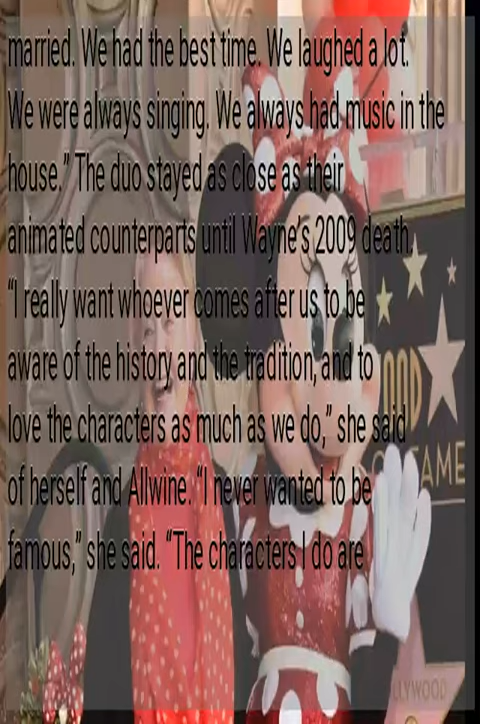 married. We had the best time. We laughed a lot.
We were always singing. We always had music in the
house.” The duo stayed as close as their
animated counterparts until Wayne’s 2009 death.
“I really want whoever comes after us to be
aware of the history and the tradition, and to
love the characters as much as we do,” she said
of herself and Allwine. “I never wanted to be
famous,” she said. “The characters I do are
OOD
FAME
LLYWOOD